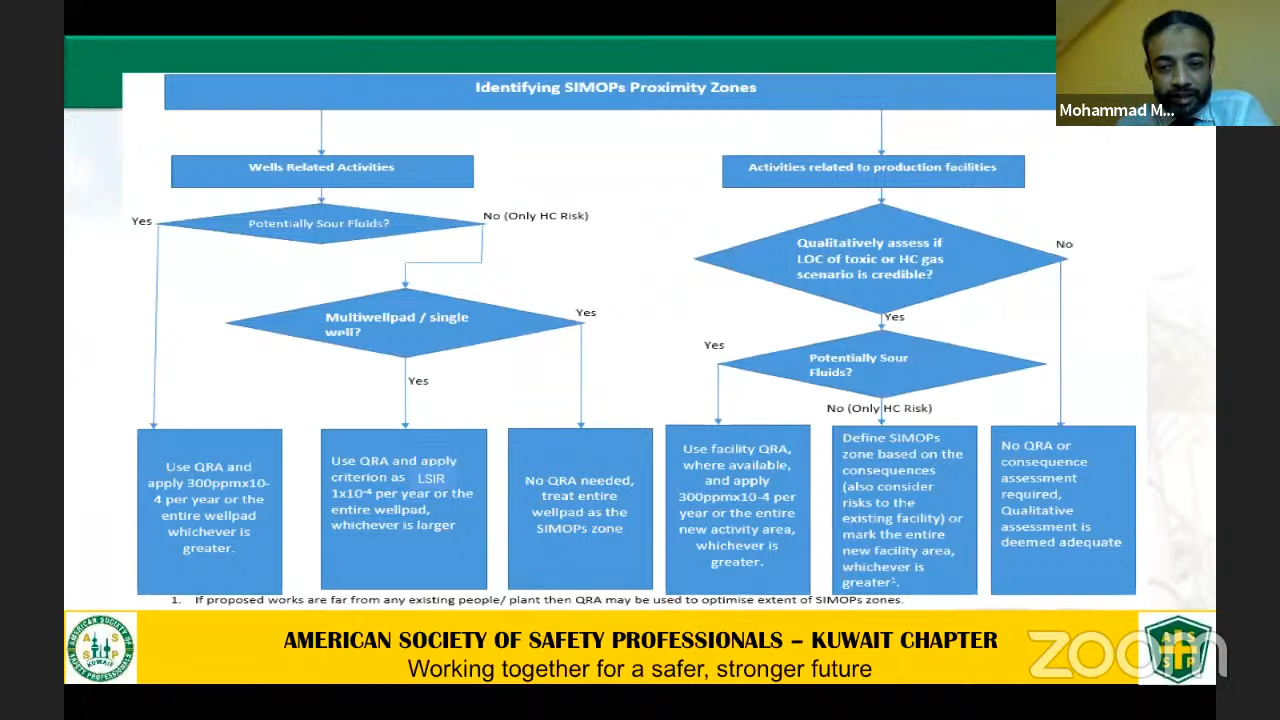 Identifying SIMOPs Proximity Zones
Mohammad M...
Wells Related Activities
Activities related to production facilities
Yes
Potentially Sour Fluids?
No (Only HC Risk)
Qualitatively assess if
LOC of toxic or HC gas
scenario is credible?
No
Multiwellpad / single
well?
Yes
Yes
Yes
Potentially Sour
Fluids?
Yes
No (Only HC Risk)
Use QRA and
apply 300ppmx10-
4 per year or the
entire wellpad
whichever is
greater.
Use QRA and apply
criterion as LSIR
1x10⁻⁴ per year or the
entire wellpad,
whichever is larger
No QRA needed,
treat entire
wellpad as the
SIMOPs zone
Use facility QRA,
where available,
and apply
300ppmx10-4 per
year or the entire
new activity area,
whichever is
greater.
Define SIMOPs
zone based on the
consequences
(also consider
risks to the
existing facility) or
mark the entire
new facility area,
whichever is
greater¹.
No QRA or
consequence
assessment
required,
Qualitative
assessment is
deemed adequate
1. If proposed works are far from any existing people/ plant then QRA may be used to optimise extent of SIMOPs zones.
AMERICAN SOCIETY OF SAFETY PROFESSIONALS – KUWAIT CHAPTER
Working together for a safer, stronger future
zoom